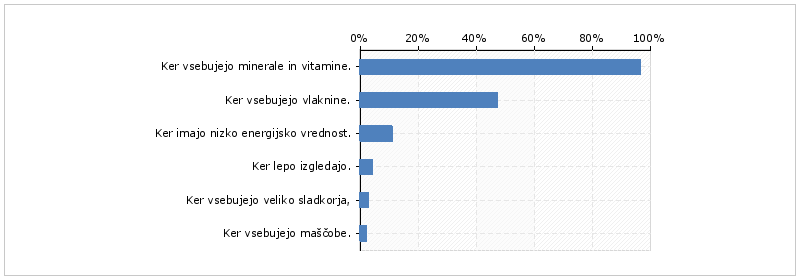 0% 20% 40% 60% 80% 100%
Ker vsebujejo minerale in vitamine.
Ker vsebujejo vlaknine.
Ker imajo nizko energijsko vrednost.
Ker lepo izgledajo.
Ker vsebujejo veliko sladkorja,
Ker vsebujejo maščobe.